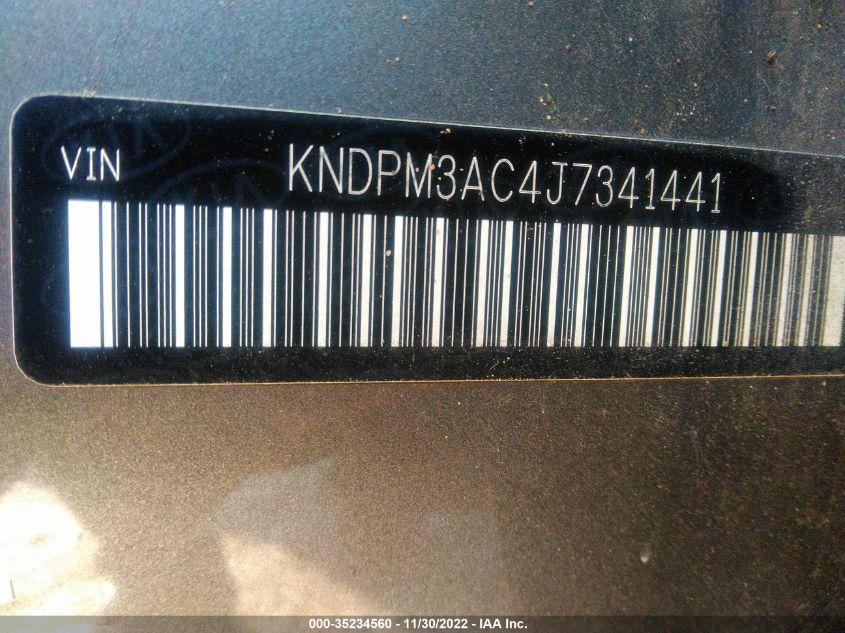 VIN KNDPM3AC4J7341441
000-35234560 - 11/30/2022 - IAA Inc.